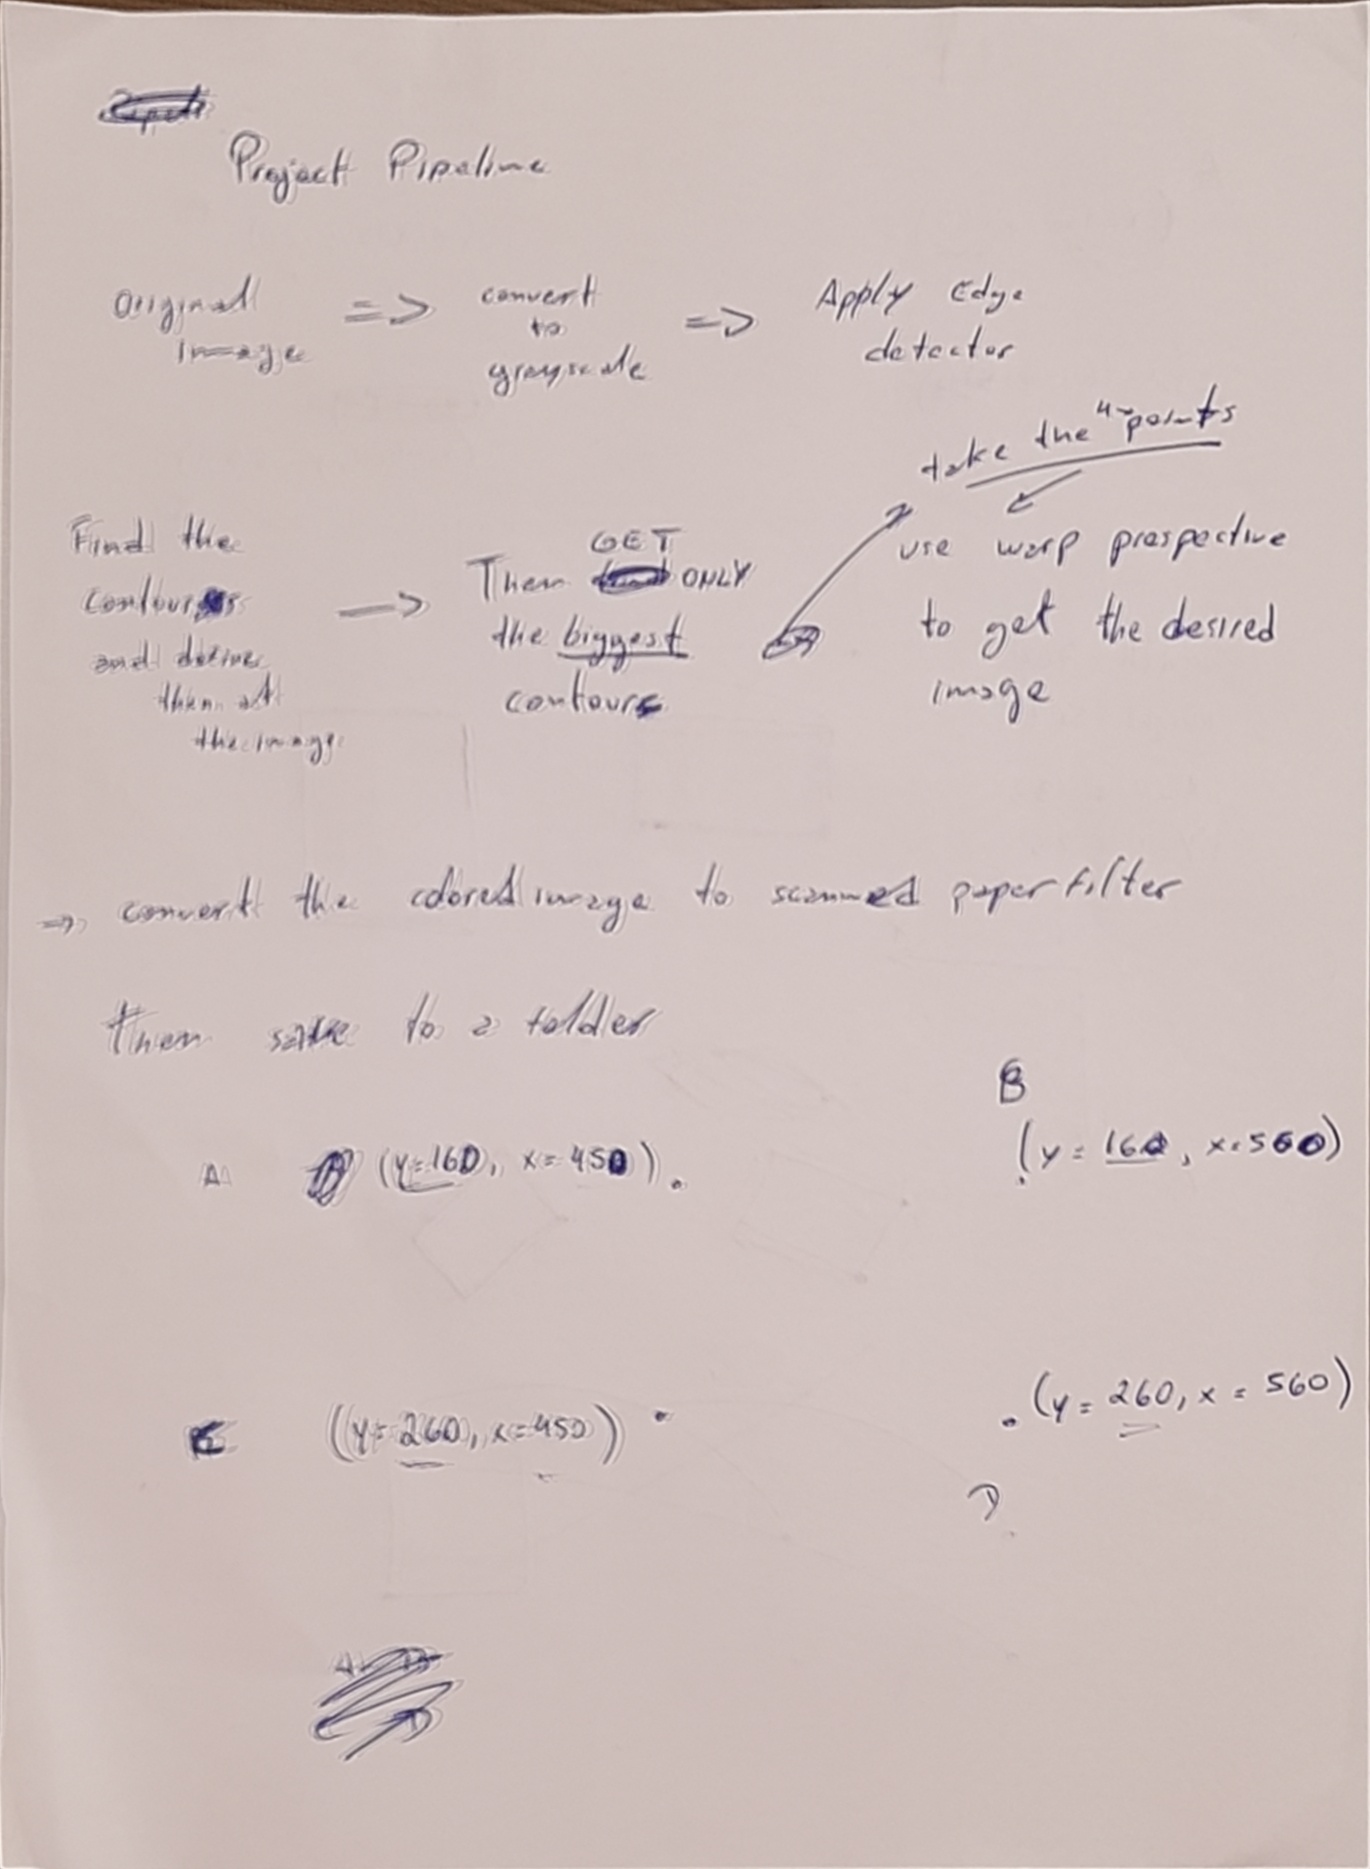 Project Pipeline
Original
image
=>
convert
to
grayscale
=>
Apply Edge
detector
Find the
contours
and
them at
the image
→
GET
Then ONLY
the biggest
contours
take the 4 points
use warp prespective
to get the desired
image
=> convert the colored image to scanned paper filter
then save to a folder
A (y=160, x=450)
B
(y=160, x=560)
C (y=260, x=450)
(y=260, x=560)
D